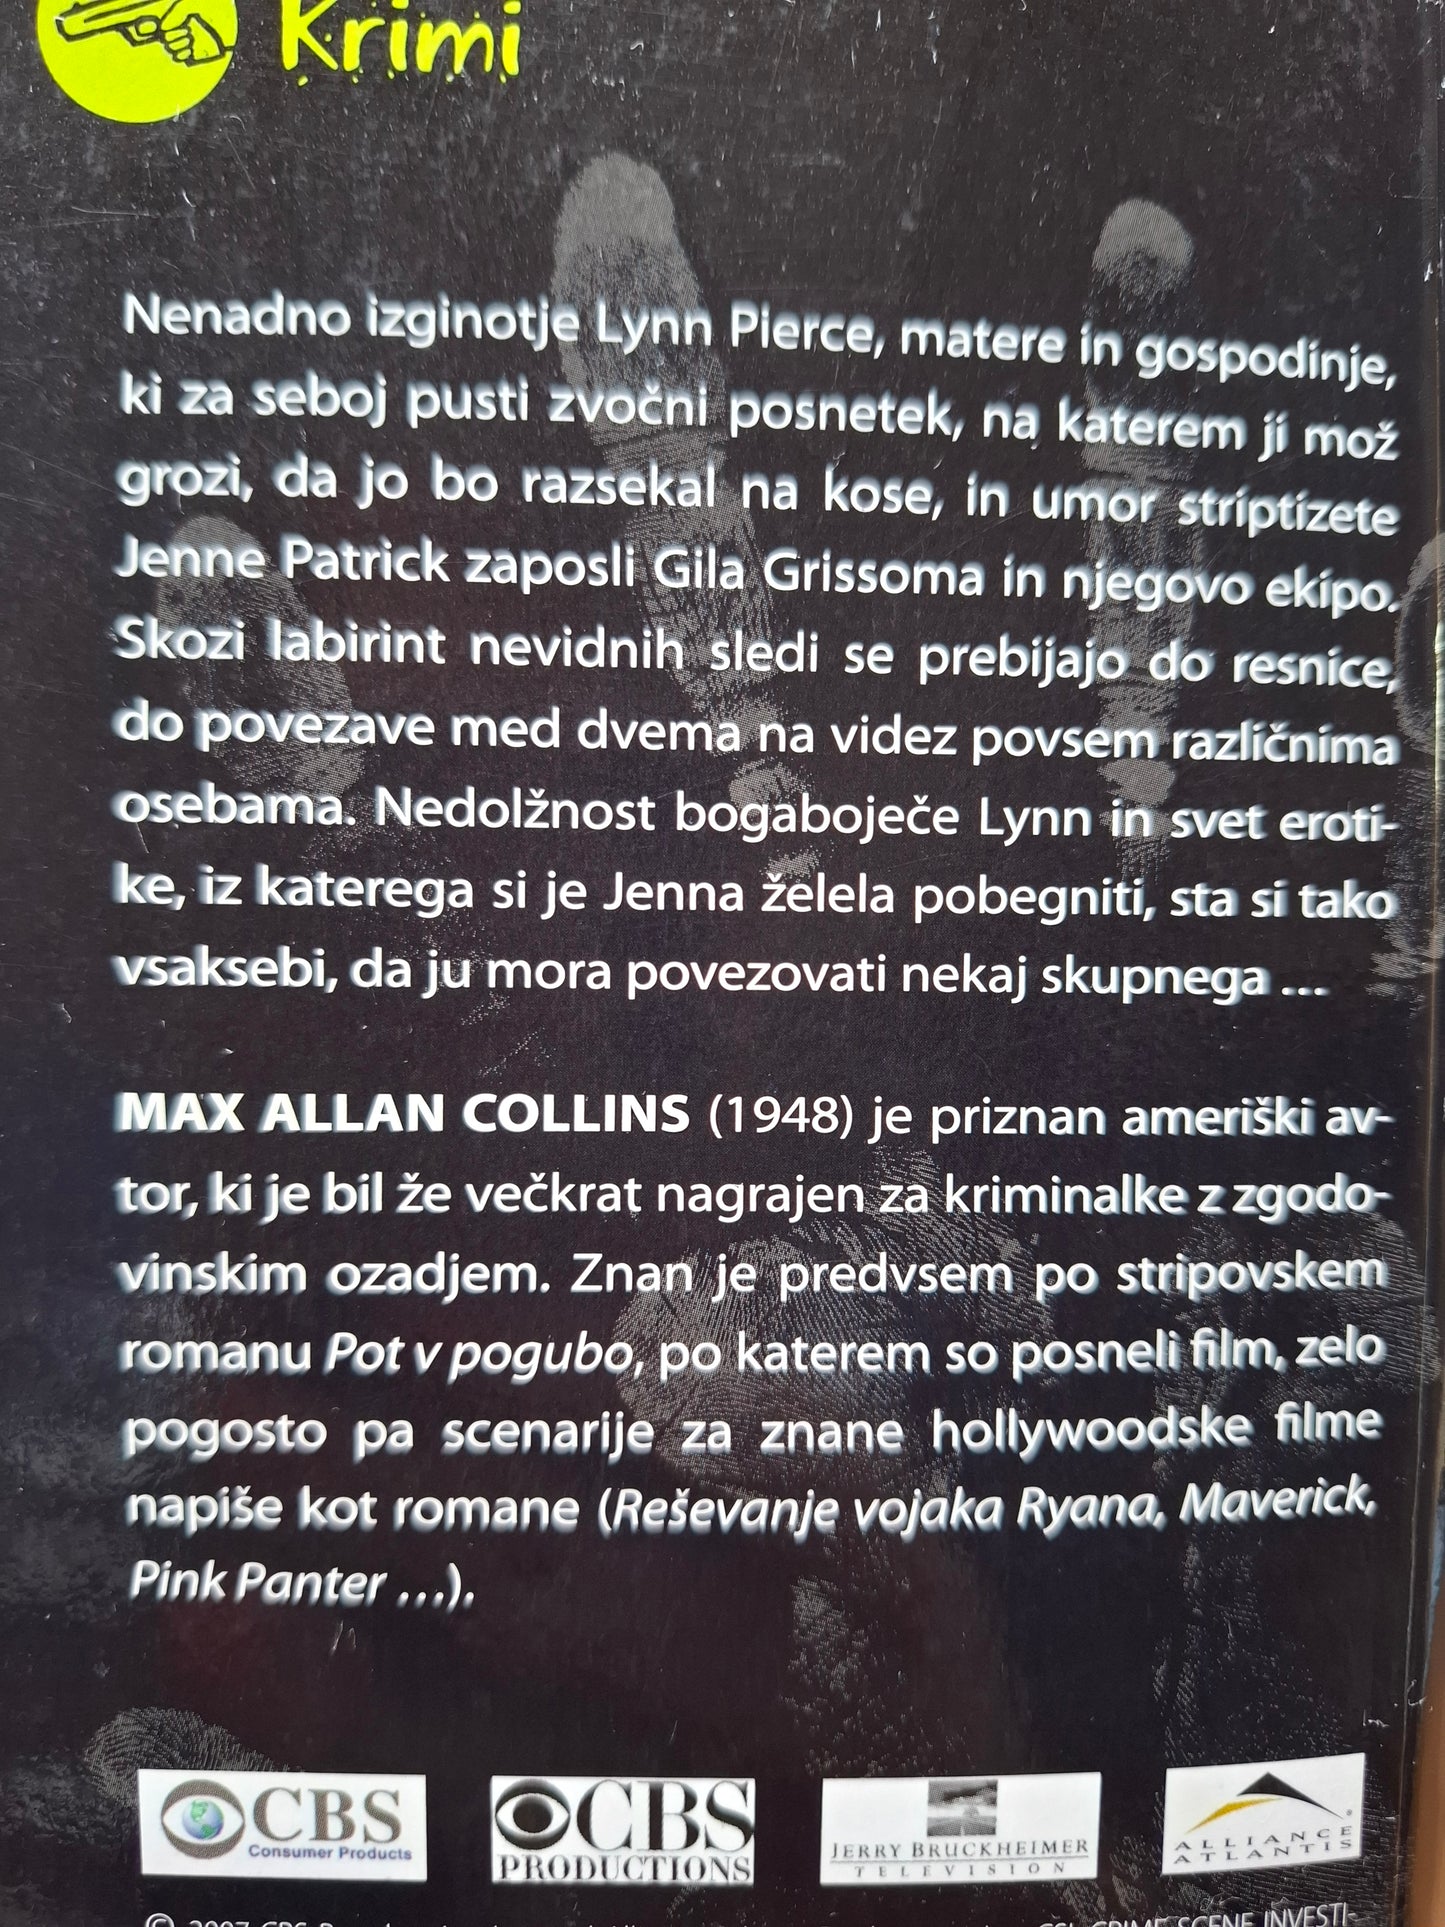 Krimi
Nenadno izginotje Lynn Pierce, matere in gospodinje,
ki za seboj pusti zvočni posnetek, na katerem ji mož
grozi, da jo bo razsekal na kose, in umor striptizete
Jenne Patrick zaposli Gila Grissoma in njegovo ekipo.
Skozi labirint nevidnih sledi se prebijajo do resnice,
do povezave med dvema na videz povsem različnima
osebama. Nedolžnost bogaboječe Lynn in svet eroti-
ke, iz katerega si je Jenna želela pobegniti, sta si tako
vsaksebi, da ju mora povezovati nekaj skupnega ...
MAX ALLAN COLLINS (1948) je priznan ameriški av-
tor, ki je bil že večkrat nagrajen za kriminalke z zgodo-
vinskim ozadjem. Znan je predvsem po stripovskem
romanu Pot v pogubo, po katerem so posneli film, zelo
pogosto pa scenarije za znane hollywoodske filme
napiše kot romane (Reševanje vojaka Ryana, Maverick,
Pink Panter ...).
CBS
Consumer Products
CBS
PRODUCTIONS
JERRY BRUCKHEIMER
TELEVISION
ALLIANCE
ATLANTIS
© 2007 CBS CRIME SCENE INVESTI-